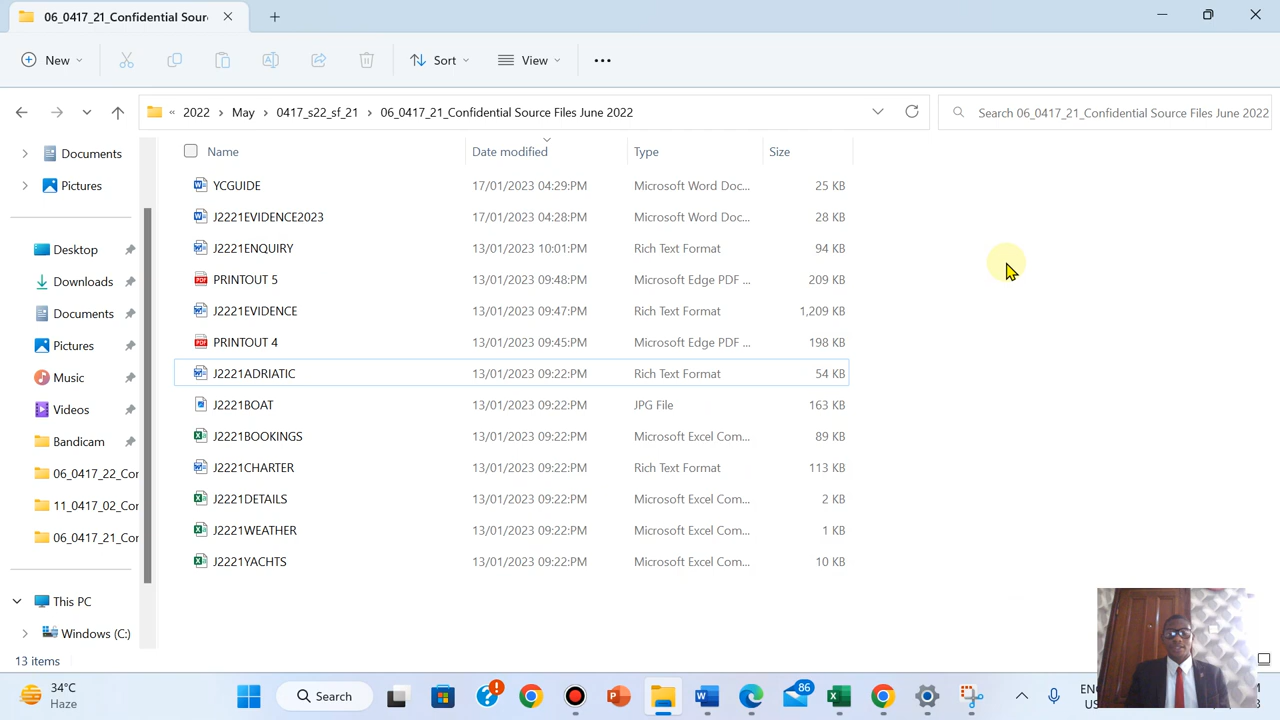 06_0417_21_Confidential Sour
New
Sort
View
« 2022 › May › 0417_s22_sf_21 › 06_0417_21_Confidential Source Files June 2022
Search 06_0417_21_Confidential Source Files June 2022
Name Date modified Type Size
YCGUIDE 17/01/2023 04:29:PM Microsoft Word Doc... 25 KB
J2221EVIDENCE2023 17/01/2023 04:28:PM Microsoft Word Doc... 28 KB
J2221ENQUIRY 13/01/2023 10:01:PM Rich Text Format 94 KB
PRINTOUT 5 13/01/2023 09:48:PM Microsoft Edge PDF ... 209 KB
J2221EVIDENCE 13/01/2023 09:47:PM Rich Text Format 1,209 KB
PRINTOUT 4 13/01/2023 09:45:PM Microsoft Edge PDF ... 198 KB
J2221ADRIATIC 13/01/2023 09:22:PM Rich Text Format 54 KB
J2221BOAT 13/01/2023 09:22:PM JPG File 163 KB
J2221BOOKINGS 13/01/2023 09:22:PM Microsoft Excel Com... 89 KB
J2221CHARTER 13/01/2023 09:22:PM Rich Text Format 113 KB
J2221DETAILS 13/01/2023 09:22:PM Microsoft Excel Com... 2 KB
J2221WEATHER 13/01/2023 09:22:PM Microsoft Excel Com... 1 KB
J2221YACHTS 13/01/2023 09:22:PM Microsoft Excel Com... 10 KB
Documents
Pictures
Desktop
Downloads
Documents
Pictures
Music
Videos
Bandicam
06_0417_22_Cor
11_0417_02_Cor
06_0417_21_Cor
This PC
Windows (C:)
13 items
34°C
Haze
Search
86
ENG
US
3